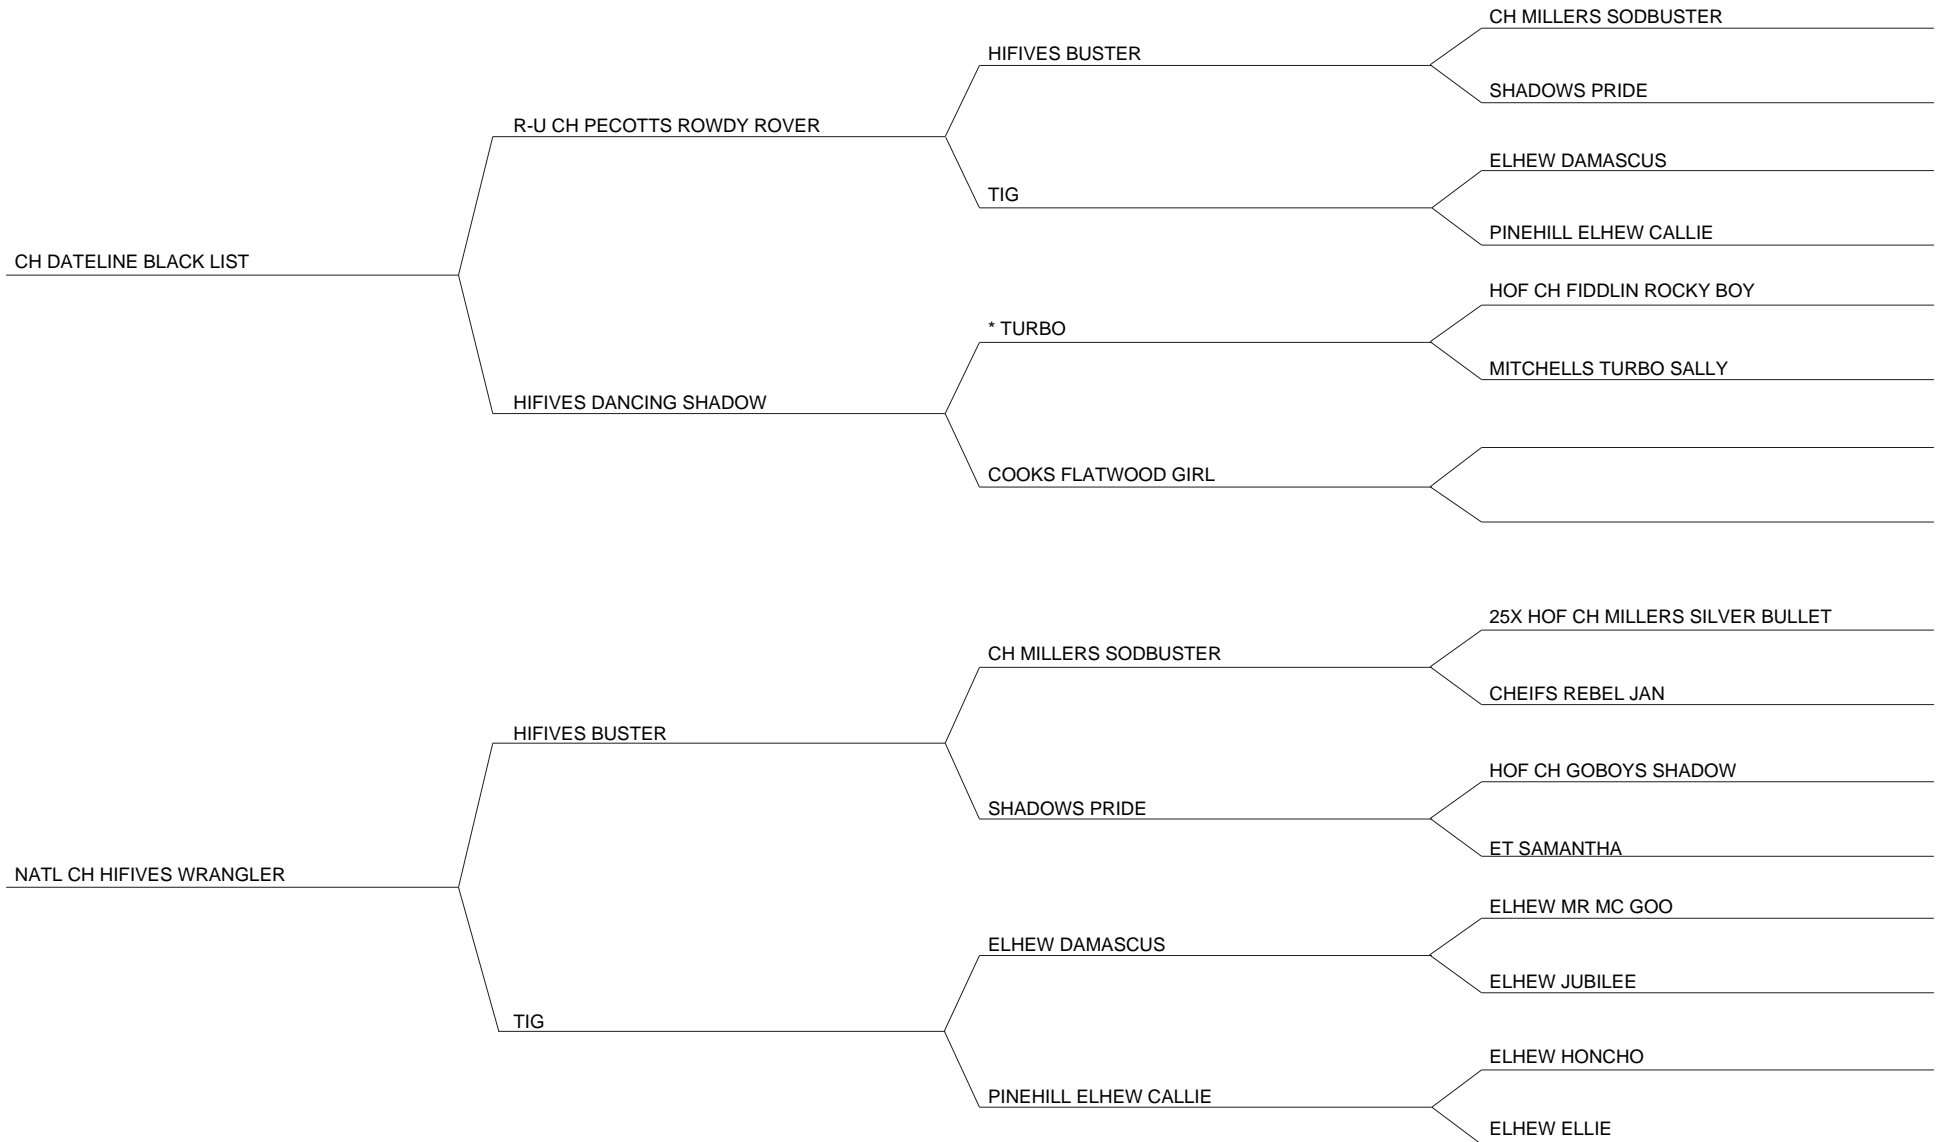 CH MILLERS SODBUSTER
HIFIVES BUSTER
SHADOWS PRIDE
R-U CH PECOTTS ROWDY ROVER
ELHEW DAMASCUS
TIG
PINEHILL ELHEW CALLIE
CH DATELINE BLACK LIST
HOF CH FIDDLIN ROCKY BOY
* TURBO
MITCHELLS TURBO SALLY
HIFIVES DANCING SHADOW
COOKS FLATWOOD GIRL
25X HOF CH MILLERS SILVER BULLET
CH MILLERS SODBUSTER
CHEIFS REBEL JAN
HIFIVES BUSTER
HOF CH GOBOYS SHADOW
SHADOWS PRIDE
ET SAMANTHA
NATL CH HIFIVES WRANGLER
ELHEW MR MC GOO
ELHEW DAMASCUS
ELHEW JUBILEE
TIG
ELHEW HONCHO
PINEHILL ELHEW CALLIE
ELHEW ELLIE